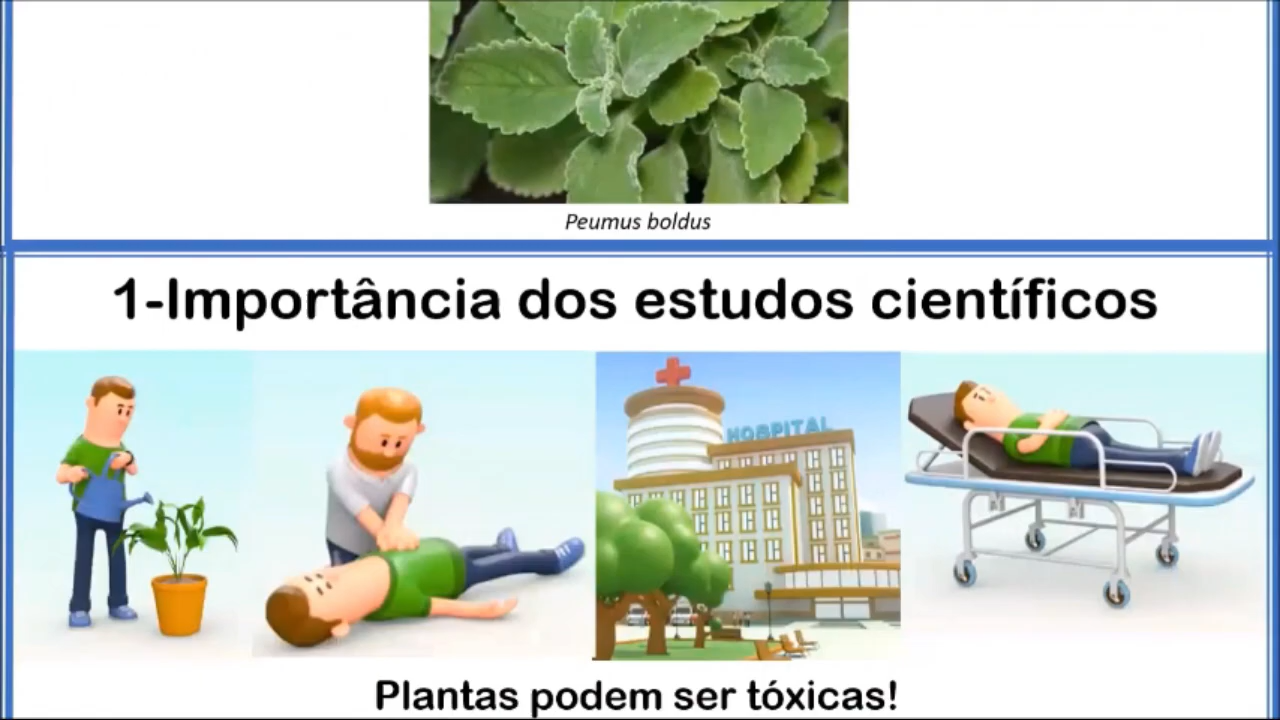 Peumus boldus
1-Importância dos estudos científicos
HOSPITAL
Plantas podem ser tóxicas!